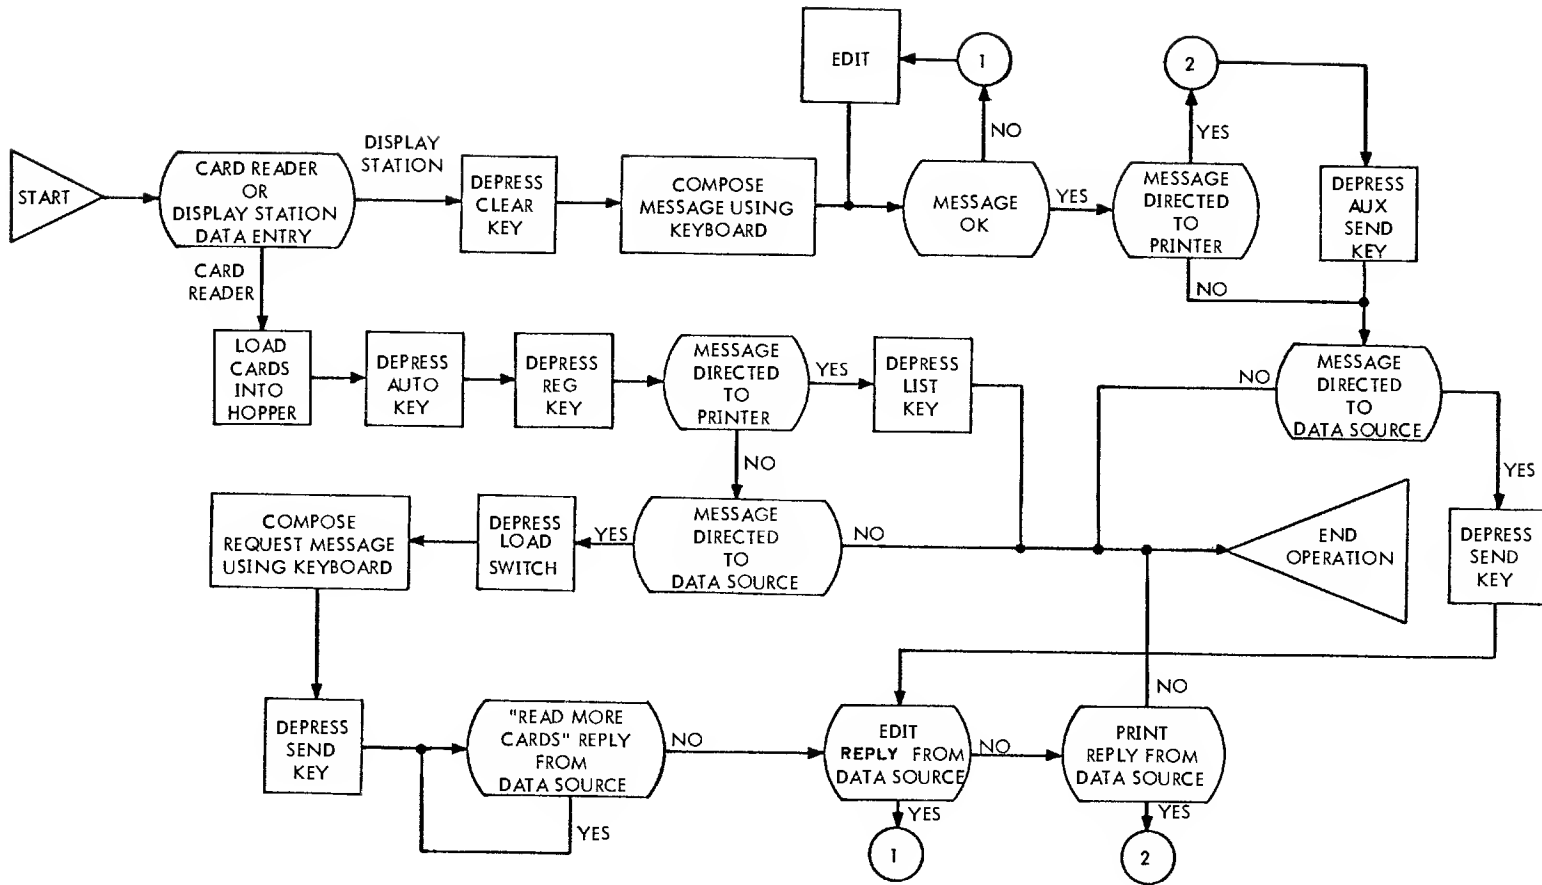 EDIT
1
2
NO
YES
START
CARD READER
OR
DISPLAY STATION
DATA ENTRY
DISPLAY
STATION
DEPRESS
CLEAR
KEY
COMPOSE
MESSAGE USING
KEYBOARD
MESSAGE
OK
YES
MESSAGE
DIRECTED
TO
PRINTER
DEPRESS
AUX
SEND
KEY
NO
CARD
READER
LOAD
CARDS
INTO
HOPPER
DEPRESS
AUTO
KEY
DEPRESS
REG
KEY
MESSAGE
DIRECTED
TO
PRINTER
YES
DEPRESS
LIST
KEY
NO
MESSAGE
DIRECTED
TO
DATA SOURCE
YES
NO
COMPOSE
REQUEST MESSAGE
USING KEYBOARD
DEPRESS
LOAD
SWITCH
YES
MESSAGE
DIRECTED
TO
DATA SOURCE
NO
END
OPERATION
DEPRESS
SEND
KEY
DEPRESS
SEND
KEY
"READ MORE
CARDS" REPLY
FROM
DATA SOURCE
NO
YES
EDIT
REPLY FROM
DATA SOURCE
NO
YES
1
NO
PRINT
REPLY FROM
DATA SOURCE
YES
2